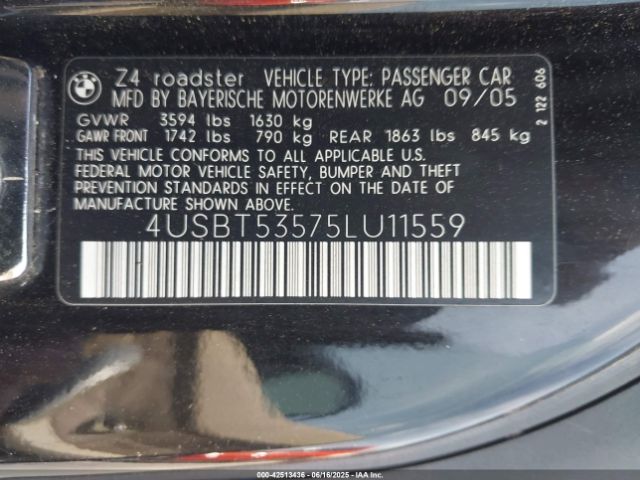 BMW
Z4 roadster VEHICLE TYPE: PASSENGER CAR
MFD BY BAYERISCHE MOTORENWERKE AG 09/05
GVWR 3594 lbs 1630 kg
GAWR FRONT 1742 lbs 790 kg REAR 1863 lbs 845 kg
THIS VEHICLE CONFORMS TO ALL APPLICABLE
FEDERAL MOTOR VEHICLE SAFETY, BUMPER AND THEFT
PREVENTION STANDARDS IN EFFECT ON THE DATE OF
MANUFACTURE SHOWN ABOVE.
4USBT53575LU11559
2 122 606
000-42513436 - 06/16/2025 - IAAI